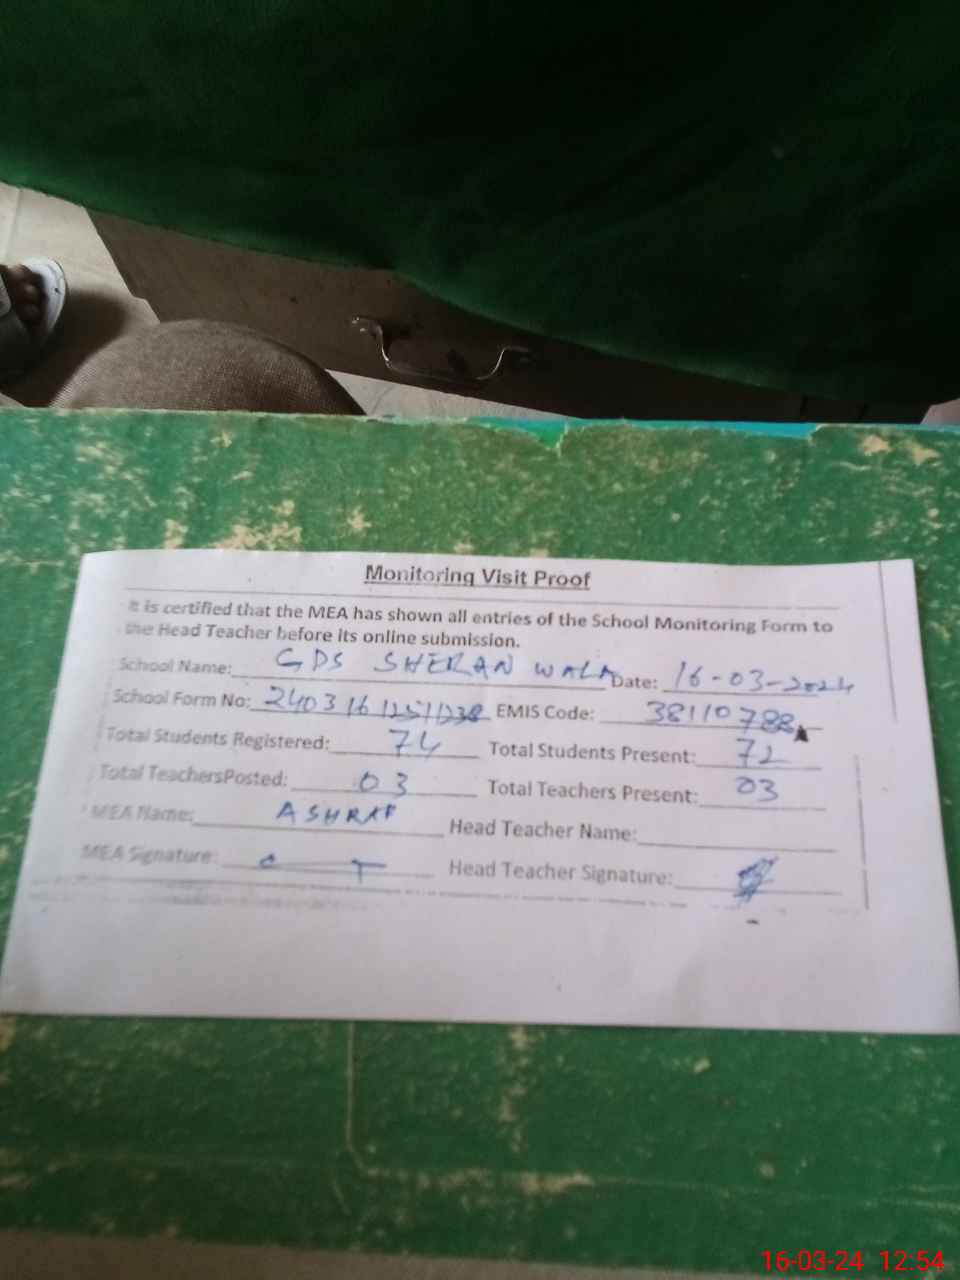 Monitoring Visit Proof
It is certified that the MEA has shown all entries of the School Monitoring Form to
the Head Teacher before its online submission.
School Name: GDS SHERAN WALA Date: 16-03-2024
School Form No: EMIS Code: 38110788
Total Students Registered: 74 Total Students Present: 72
Total TeachersPosted: 03 Total Teachers Present: 03
MEA Name: ASHRAF Head Teacher Name:
MEA Signature: Head Teacher Signature:
16-03-24 12:54